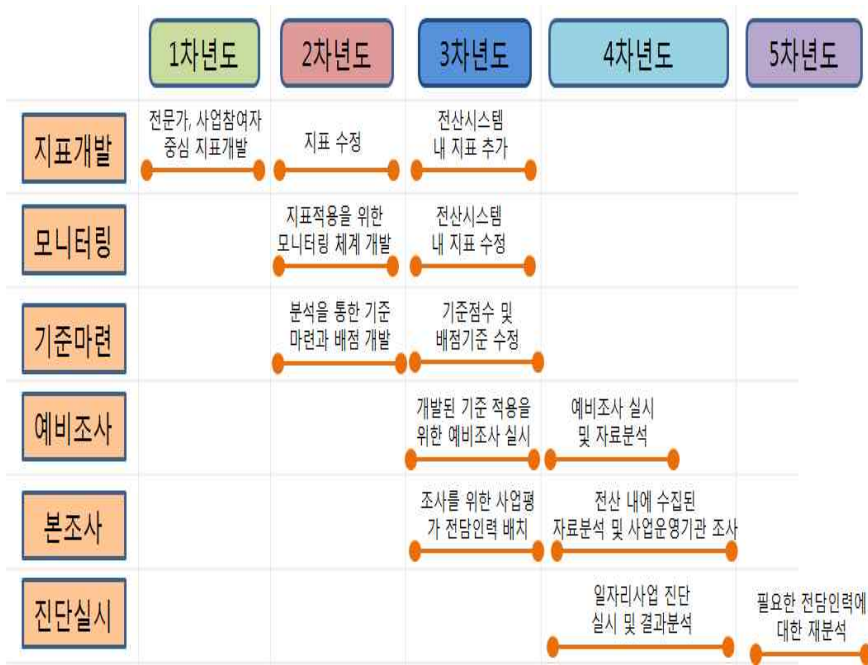 1차년도
2차년도
3차년도
4차년도
5차년도
지표개발
전문가, 사업참여자
중심 지표개발
지표 수정
전산시스템
내 지표 추가
모니터링
지표적용을 위한
모니터링 체계 개발
전산시스템
내 지표 수정
기준마련
분석을 통한 기준
마련과 배점 개발
기준점수 및
배점기준 수정
예비조사
개발된 기준 적용을
위한 예비조사 실시
예비조사 실시
및 자료분석
본조사
조사를 위한 사업평
가 전담인력 배치
전산 내에 수집된
자료분석 및 사업운영기관 조사
진단실시
일자리사업 진단
실시 및 결과분석
필요한 전담인력에
대한 재분석